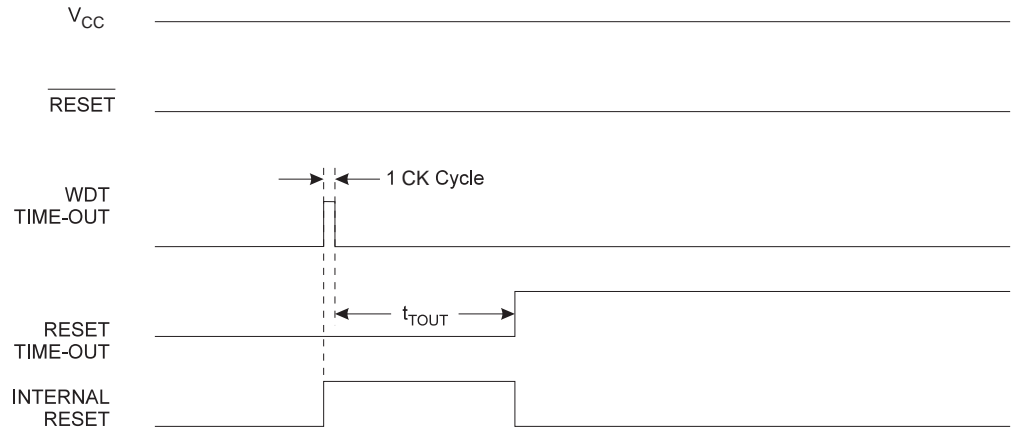 VCC
RESET
1 CK Cycle
WDT
TIME-OUT
tTOUT
RESET
TIME-OUT
INTERNAL
RESET